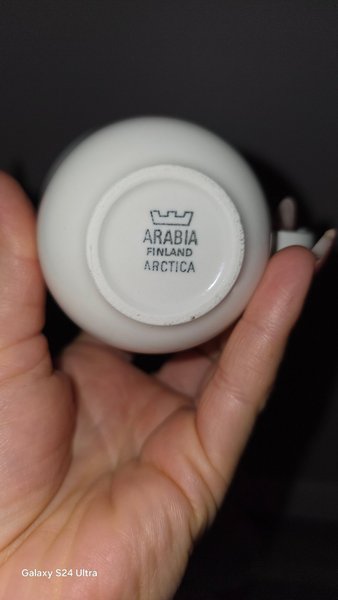 ARABIA
FINLAND
ARCTICA
Galaxy S24 Ultra